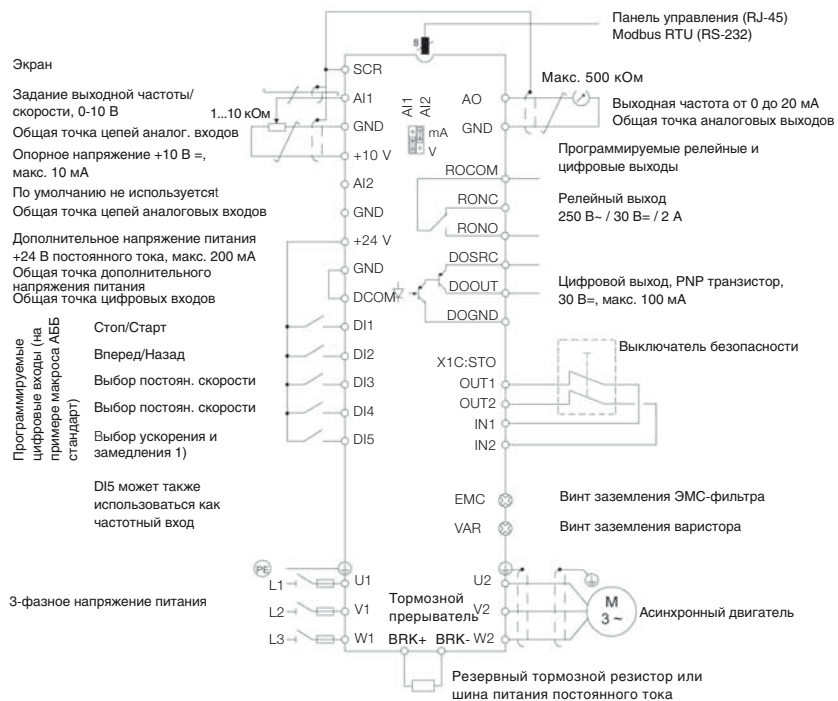 Панель управления (RJ-45)
Modbus RTU (RS-232)
8
Экран
SCR
Макс. 500 кОм
Задание выходной частоты/
скорости, 0-10 В
1...10 кОм
AI1
AI1
AI2
AO
Выходная частота от 0 до 20 мА
Общая точка аналоговых выходов
Общая точка цепей аналог. входов
GND
mA
V
GND
Опорное напряжение +10 В =,
макс. 10 мА
+10 V
Программируемые релейные и
цифровые выходы
ROCOM
По умолчанию не используетсяt
AI2
RONC
Релейный выход
250 В~ / 30 В= / 2 А
Общая точка цепей аналоговых входов
GND
RONO
Дополнительное напряжение питания
+24 В постоянного тока, макс. 200 мА
+24 V
DOSRC
Общая точка дополнительного
напряжения питания
GND
DOOUT
Цифровой выход, PNP транзистор,
30 В=, макс. 100 мА
Общая точка цифровых входов
DCOM
DOGND
Программируемые
цифровые входы (на
примере макроса АББ
стандарт)
Стоп/Старт
DI1
Выключатель безопасности
Вперед/Назад
DI2
X1C:STO
Выбор постоян. скорости
DI3
OUT1
OUT2
Выбор постоян. скорости
DI4
IN1
Выбор ускорения и
замедления 1)
DI5
IN2
DI5 может также
использоваться как
частотный вход
EMC
Винт заземления ЭМС-фильтра
VAR
Винт заземления варистора
PE
3-фазное напряжение питания
L1
U1
U2
L2
V1
Тормозной
прерыватель
V2
M
3 ~
Асинхронный двигатель
L3
W1
BRK+
BRK-
W2
Резервный тормозной резистор или
шина питания постоянного тока